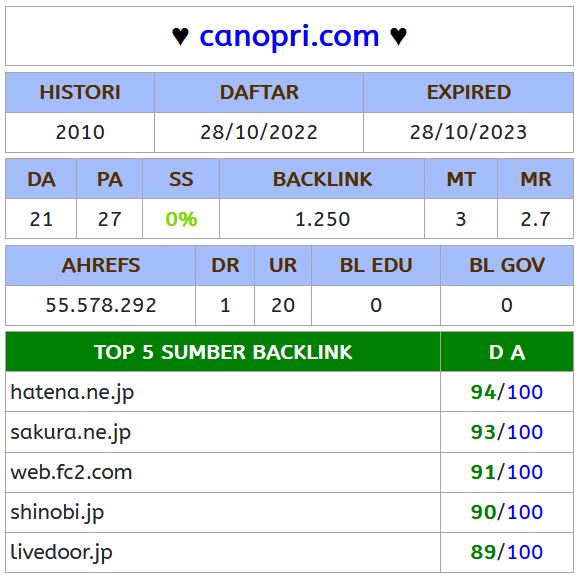 ♥ canopri.com ♥
HISTORI DAFTAR EXPIRED
2010 28/10/2022 28/10/2023
DA PA SS BACKLINK MT MR
21 27 0% 1.250 3 2.7
AHREFS DR UR BL EDU BL GOV
55.578.292 1 20 0 0
TOP 5 SUMBER BACKLINK D A
hatena.ne.jp 94/100
sakura.ne.jp 93/100
web.fc2.com 91/100
shinobi.jp 90/100
livedoor.jp 89/100